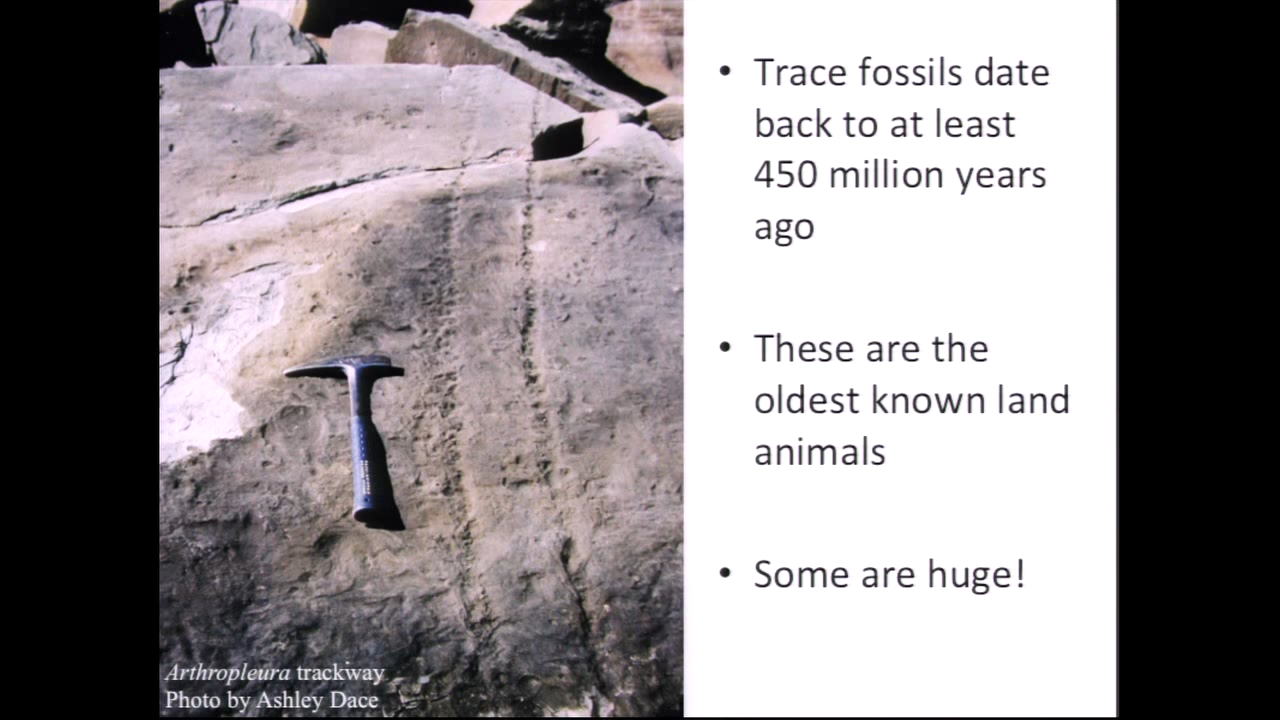 • Trace fossils date
back to at least
450 million years
ago
• These are the
oldest known land
animals
• Some are huge!
Arthropleura trackway
Photo by Ashley Dace